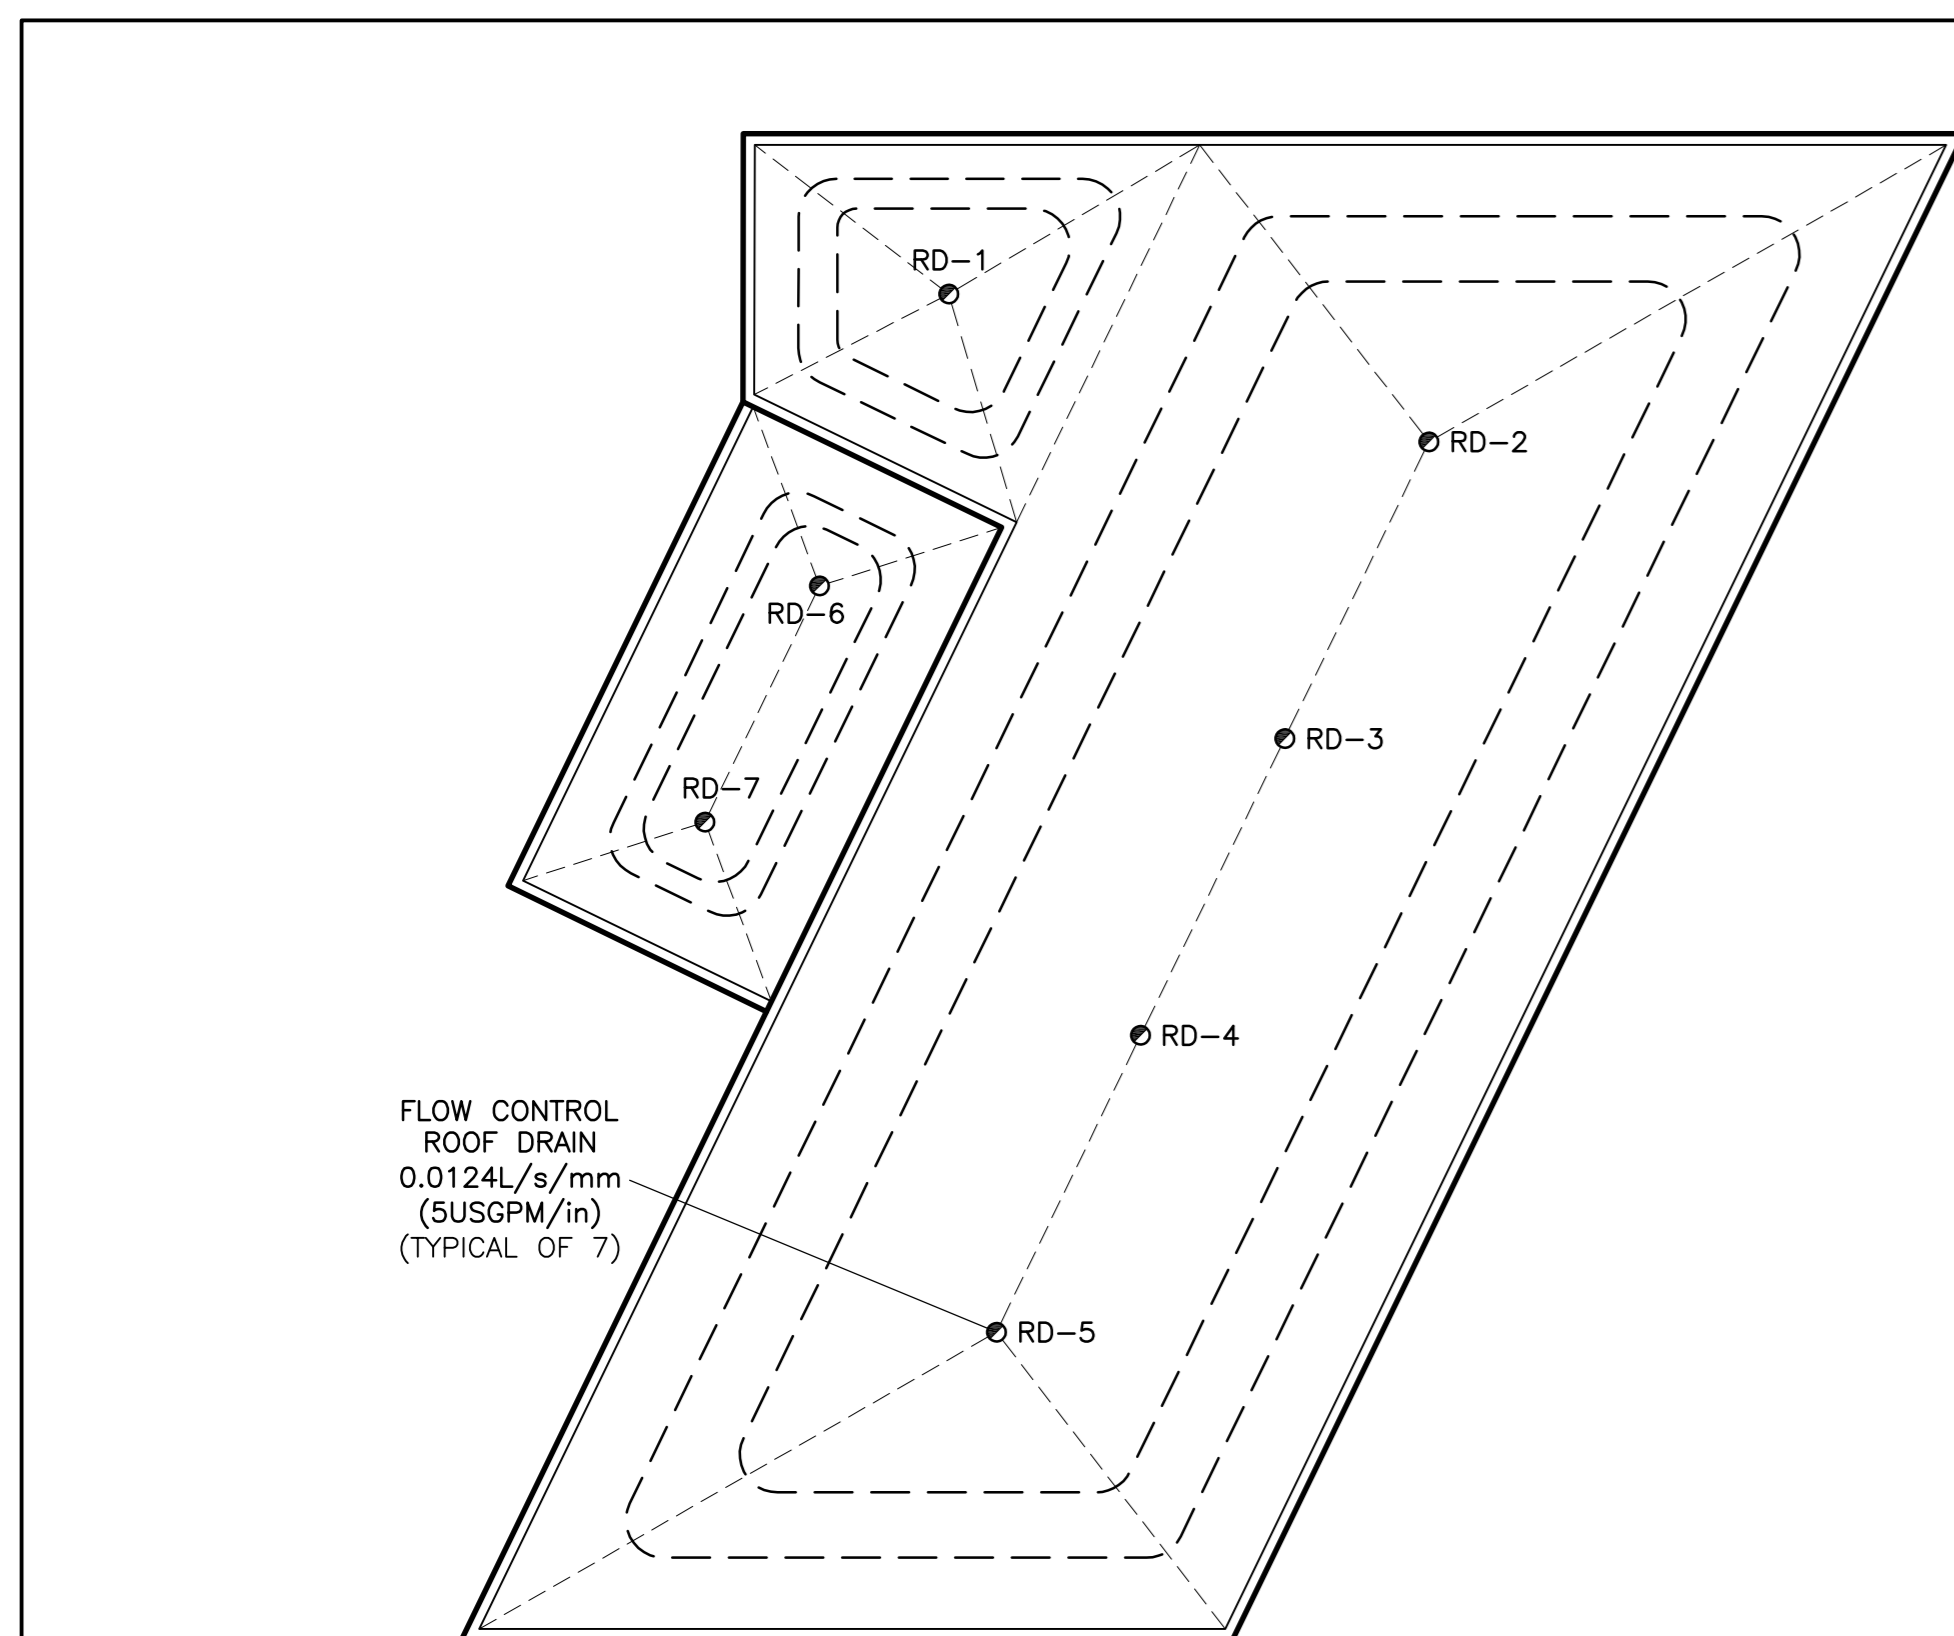 RD-1
RD-2
RD-6
RD-3
RD-7
RD-4
FLOW CONTROL
ROOF DRAIN
0.0124L/s/mm
(5USGPM/in)
(TYPICAL OF 7)
RD-5